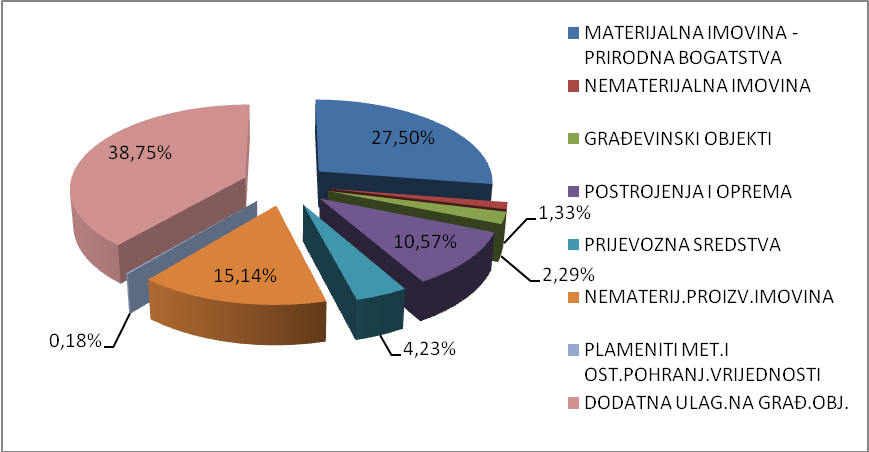 MATERIJALNA IMOVINA -
PRIRODNA BOGATSTVA
NEMATERIJALNA IMOVINA
GRAĐEVINSKI OBJEKTI
POSTROJENJA I OPREMA
PRIJEVOZNA SREDSTVA
NEMATERIJ.PROIZV.IMOVINA
PLAMENITI MET.I
OST.POHRANJ.VRIJEDNOSTI
DODATNA ULAG.NA GRAĐ.OBJ.
27,50%
1,33%
2,29%
10,57%
4,23%
15,14%
0,18%
38,75%